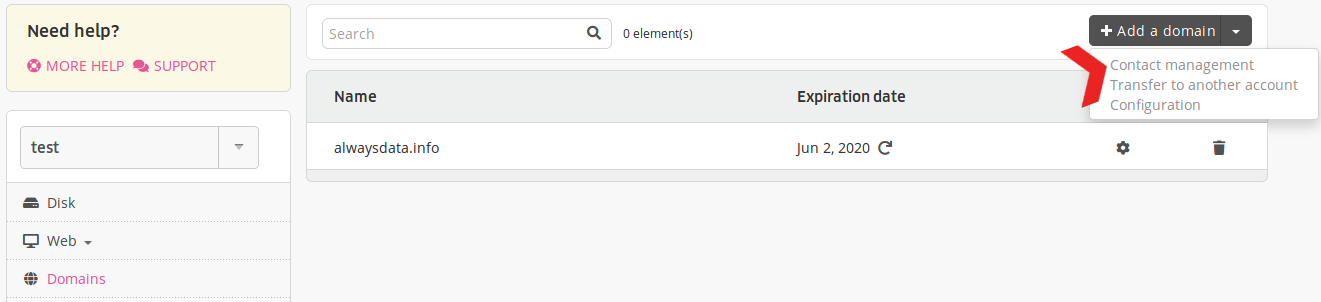 Need help?
MORE HELP SUPPORT
test
Disk
Web
Domains
Search
0 element(s)
Add a domain
Contact management
Transfer to another account
Configuration
Name Expiration date
alwaysdata.info Jun 2, 2020